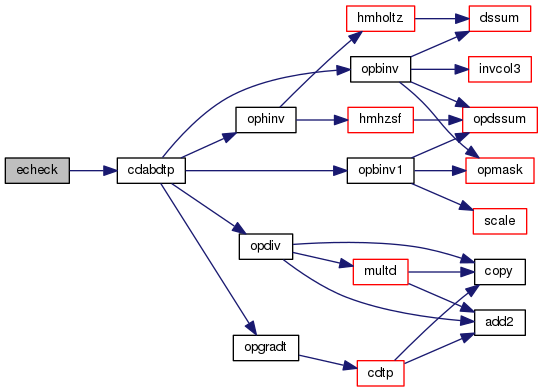 hmholtz
dssum
opbinv
invcol3
ophinv
hmhzsf
opdssum
echeck
cdabdtp
opbinv1
opmask
scale
opdiv
multd
copy
add2
opgradt
cdtp